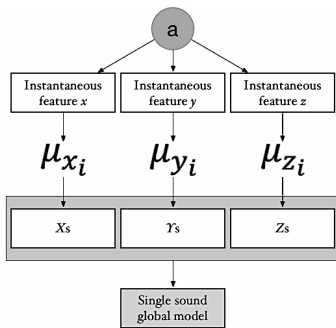 a
Instantaneous feature x
Instantaneous feature y
Instantaneous feature z
μxᵢ
μyᵢ
μzᵢ
Xs
Ys
Zs
Single sound
global model